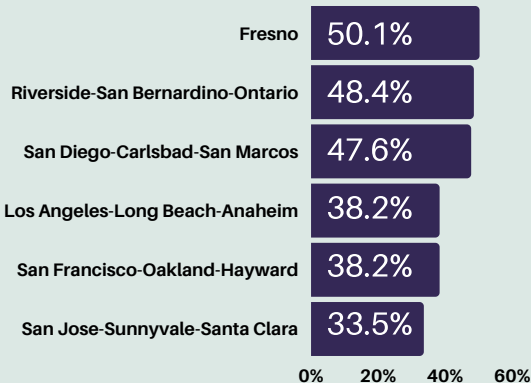 Fresno 50.1%
Riverside-San Bernardino-Ontario 48.4%
San Diego-Carlsbad-San Marcos 47.6%
Los Angeles-Long Beach-Anaheim 38.2%
San Francisco-Oakland-Hayward 38.2%
San Jose-Sunnyvale-Santa Clara 33.5%
0% 20% 40% 60%